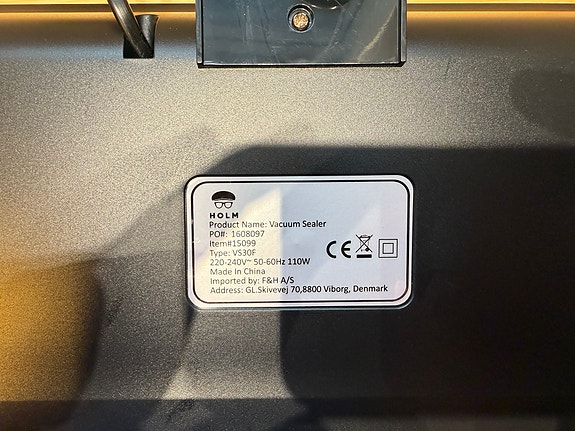 HOLM
Product Name: Vacuum Sealer
PO#: 1608097
Item#15099
Type: VS30F
220-240V~ 50-60Hz 110W
Made In China
Imported by: F&H A/S
Address: GL.Skivevej 70,8800 Viborg, Denmark
CE